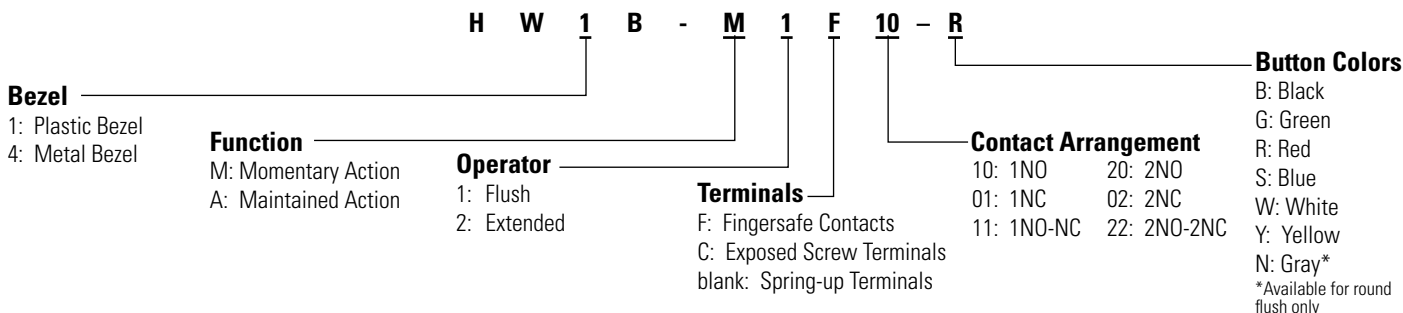 H W 1 B - M 1 F 10 – R
Bezel
1: Plastic Bezel
4: Metal Bezel
Function
M: Momentary Action
A: Maintained Action
Operator
1: Flush
2: Extended
Terminals
F: Fingersafe Contacts
C: Exposed Screw Terminals
blank: Spring-up Terminals
Contact Arrangement
10: 1NO 20: 2NO
01: 1NC 02: 2NC
11: 1NO-NC 22: 2NO-2NC
Button Colors
B: Black
G: Green
R: Red
S: Blue
W: White
Y: Yellow
N: Gray*
*Available for round
flush only